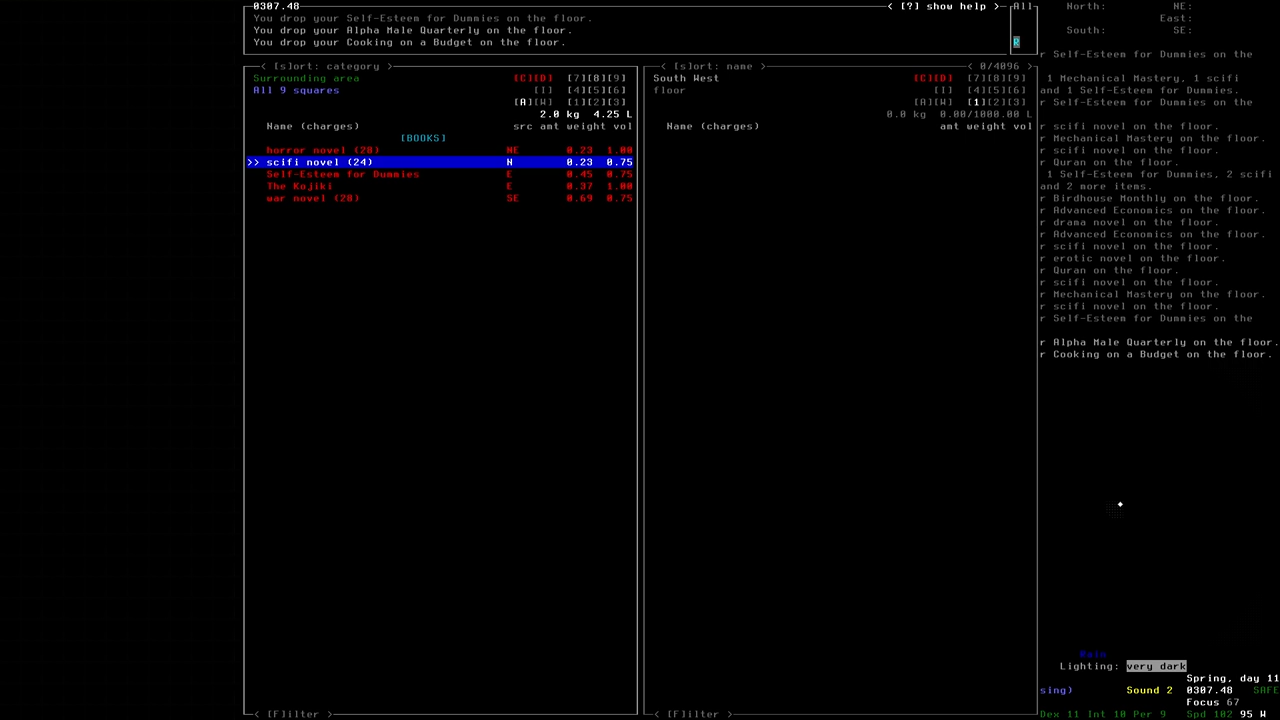 0307.48 < [?] show help >
You drop your Self-Esteem for Dummies on the floor.
You drop your Alpha Male Quarterly on the floor.
You drop your Cooking on a Budget on the floor.
All
R
< [s]ort: category >
Surrounding area [C][D] [7][8][9]
All 9 squares [I] [4][5][6]
[A][W] [1][2][3]
2.0 kg 4.25 L
Name (charges) src amt weight vol
[BOOKS]
horror novel (20) NE 0.23 1.00
>> scifi novel (24) N 0.23 0.75
Self-Esteem for Dummies E 0.45 0.75
The Kojiki E 0.37 1.00
war novel (20) SE 0.69 0.75
< [F]ilter >
< [s]ort: name > < 0/4096 >
South West [C][D] [7][8][9]
floor [I] [4][5][6]
[A][W] [1][2][3]
0.0 kg 0.00/1000.00 L
Name (charges) amt weight vol
< [F]ilter >
North: NE:
East:
South: SE:
r Self-Esteem for Dummies on the
1 Mechanical Mastery, 1 scifi
and 1 Self-Esteem for Dummies.
r Self-Esteem for Dummies on the
r scifi novel on the floor.
r Mechanical Mastery on the floor.
r scifi novel on the floor.
r Quran on the floor.
1 Self-Esteem for Dummies, 2 scifi
and 2 more items.
r Birdhouse Monthly on the floor.
r Advanced Economics on the floor.
r drama novel on the floor.
r Advanced Economics on the floor.
r scifi novel on the floor.
r erotic novel on the floor.
r Quran on the floor.
r scifi novel on the floor.
r Mechanical Mastery on the floor.
r scifi novel on the floor.
r Self-Esteem for Dummies on the
r Alpha Male Quarterly on the floor.
r Cooking on a Budget on the floor.
Rain
Lighting: very dark
Spring, day 11
sing) Sound 2 0307.48 SAFE
Focus 67
Dex 11 Int 10 Per 9 Spd 102 95 W